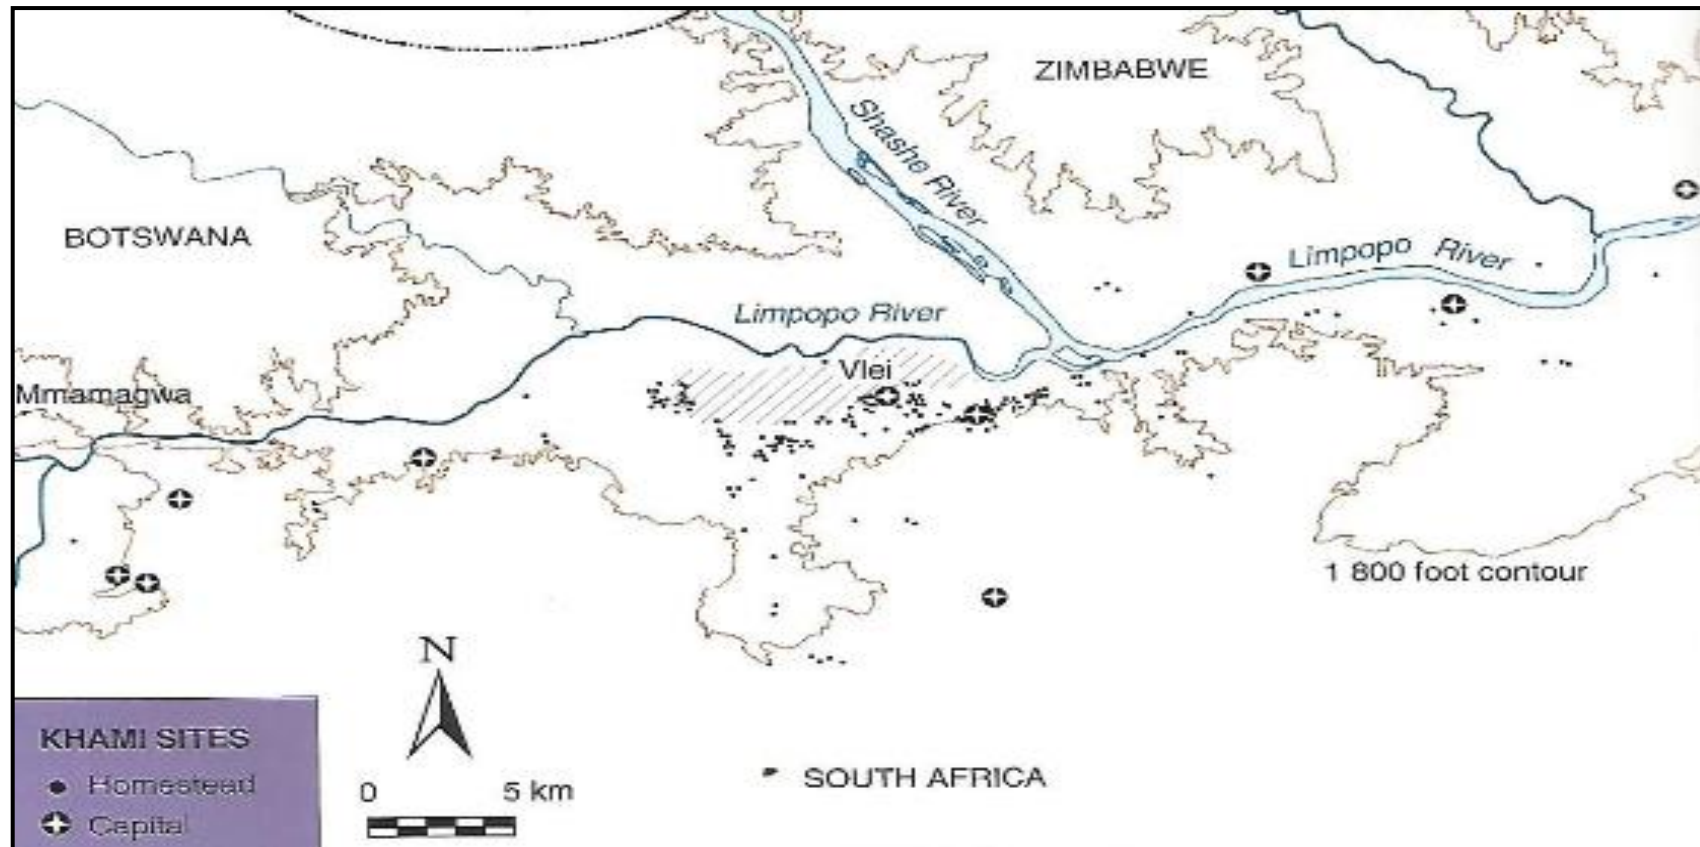 ZIMBABWE
Shashe River
BOTSWANA
Limpopo River
Limpopo River
Vlei
Mmamagwa
1 800 foot contour
N
KHAMI SITES
Homestead
Capital
0 5 km
SOUTH AFRICA